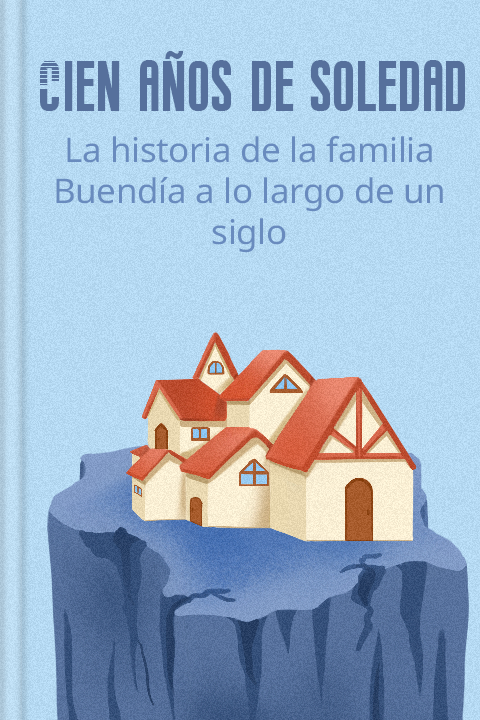 CIEN AÑOS DE SOLEDAD
La historia de la familia
Buendía a lo largo de un
siglo